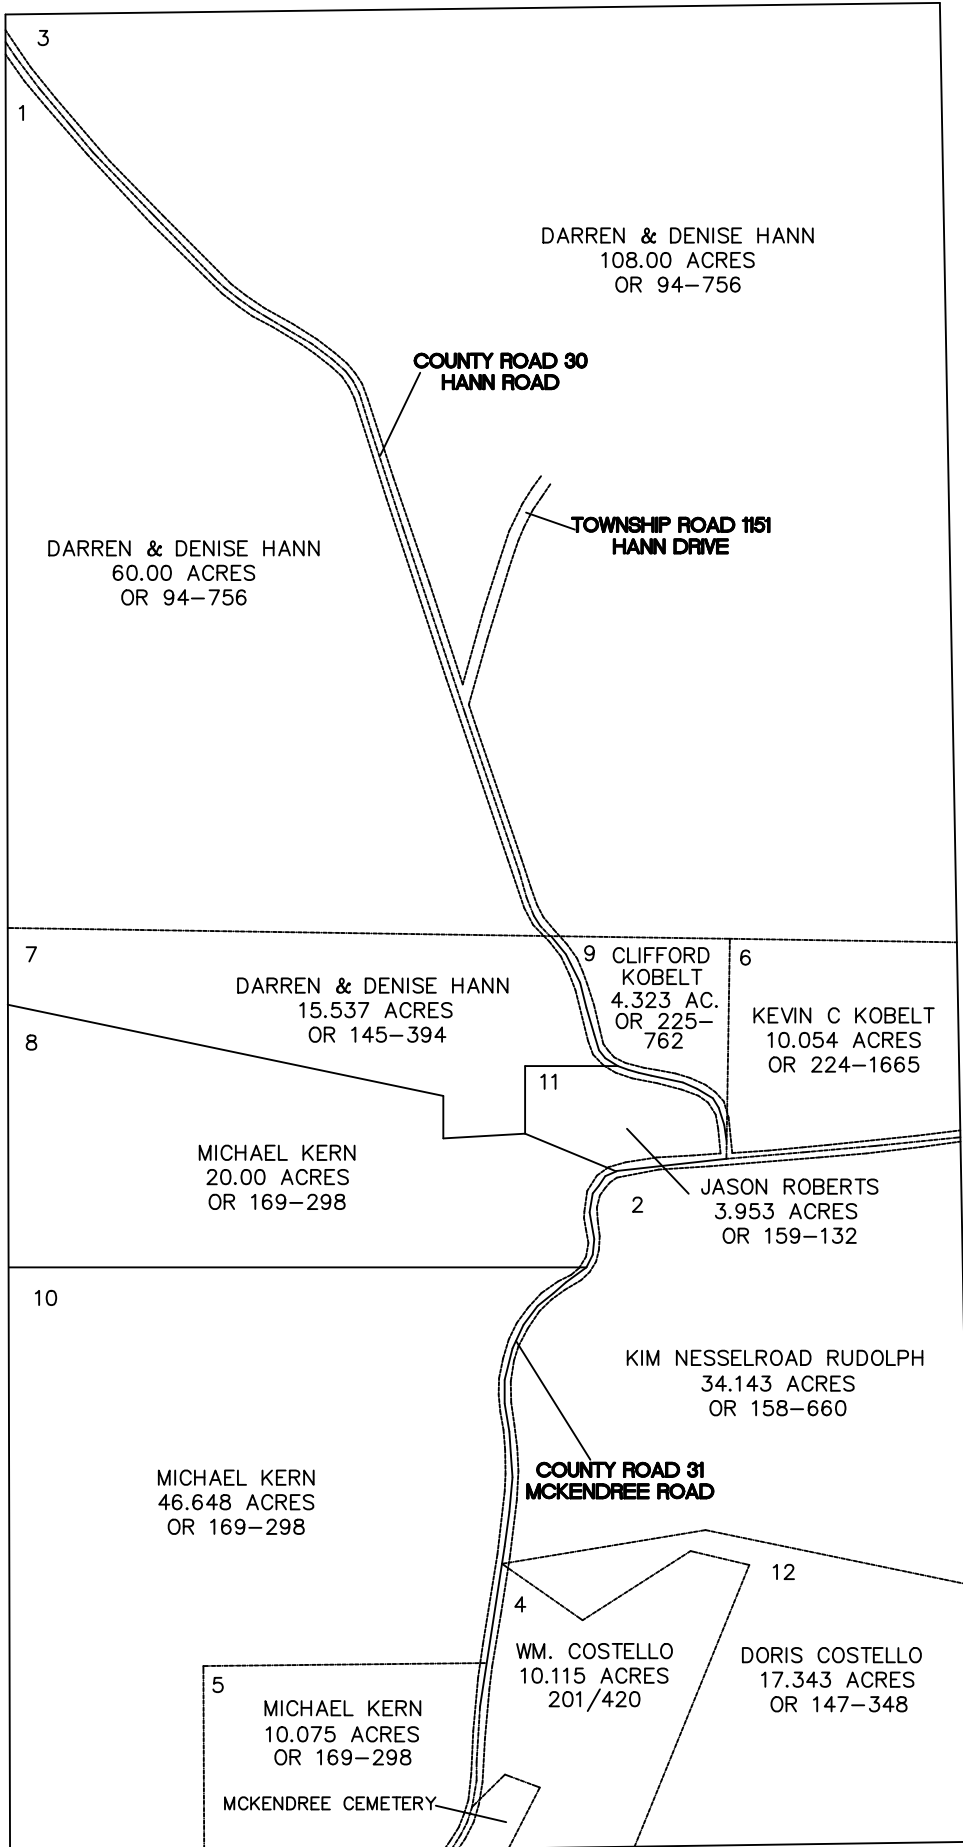 3
1
DARREN & DENISE HANN
108.00 ACRES
OR 94-756
COUNTY ROAD 30
HANN ROAD
TOWNSHIP ROAD 1151
HANN DRIVE
DARREN & DENISE HANN
60.00 ACRES
OR 94-756
7
DARREN & DENISE HANN
15.537 ACRES
OR 145-394
9
CLIFFORD
KOBELT
4.323 AC.
OR 225-
762
6
KEVIN C KOBELT
10.054 ACRES
OR 224-1665
8
MICHAEL KERN
20.00 ACRES
OR 169-298
11
JASON ROBERTS
3.953 ACRES
OR 159-132
2
10
KIM NESSELROAD RUDOLPH
34.143 ACRES
OR 158-660
COUNTY ROAD 31
MCKENDREE ROAD
MICHAEL KERN
46.648 ACRES
OR 169-298
12
4
WM. COSTELLO
10.115 ACRES
201/420
DORIS COSTELLO
17.343 ACRES
OR 147-348
5
MICHAEL KERN
10.075 ACRES
OR 169-298
MCKENDREE CEMETERY